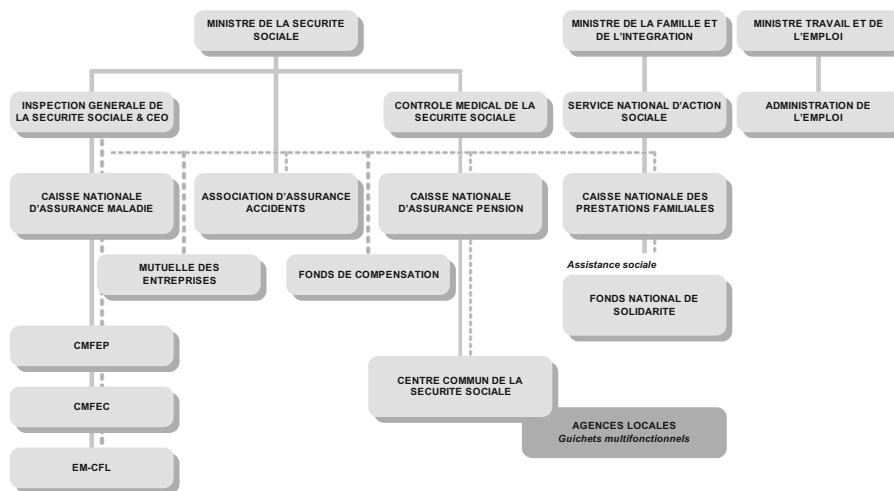 MINISTRE DE LA SECURITE
SOCIALE
MINISTRE DE LA FAMILLE ET
DE L'INTEGRATION
MINISTRE TRAVAIL ET DE
L'EMPLOI
INSPECTION GENERALE DE
LA SECURITE SOCIALE & CEO
CONTROLE MEDICAL DE LA
SECURITE SOCIALE
SERVICE NATIONAL D'ACTION
SOCIALE
ADMINISTRATION DE
L'EMPLOI
CAISSE NATIONALE
D'ASSURANCE MALADIE
ASSOCIATION D'ASSURANCE
ACCIDENTS
CAISSE NATIONALE
D'ASSURANCE PENSION
CAISSE NATIONALE DES
PRESTATIONS FAMILIALES
MUTUELLE DES
ENTREPRISES
FONDS DE COMPENSATION
Assistance sociale
FONDS NATIONAL DE
SOLIDARITE
CMFEP
CENTRE COMMUN DE LA
SECURITE SOCIALE
CMFEC
AGENCES LOCALES
Guichets multifonctionnels
EM-CFL